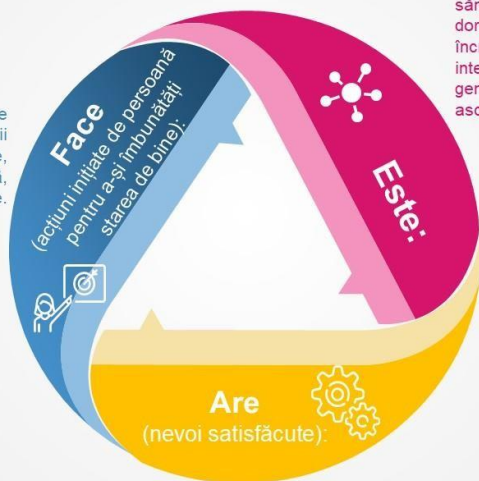 Face
(acțiuni inițiate de persoană
pentru a-și îmbunătăți
starea de bine):
Este:
Are
(nevoi satisfăcute):